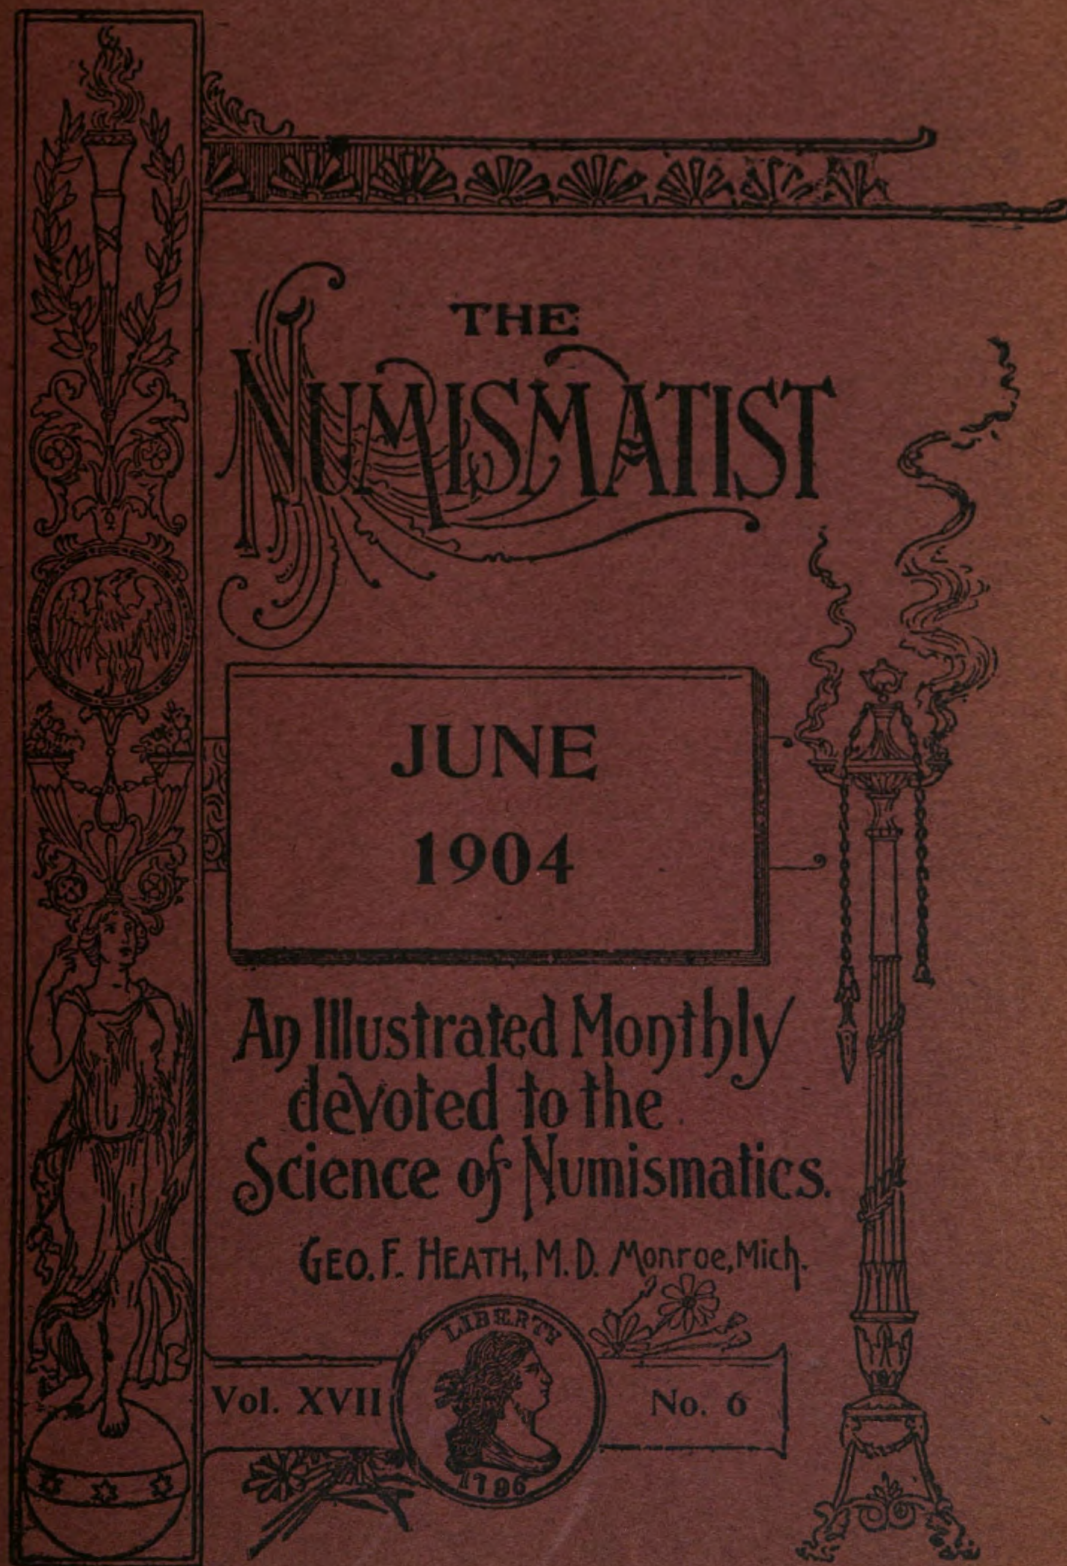 THE
NUMISMATIST
JUNE
1904
An Illustrated Monthly
devoted to the
Science of Numismatics.
GEO. F. HEATH, M.D. Monroe, Mich.
LIBERTY
Vol. XVII
No. 6
1796